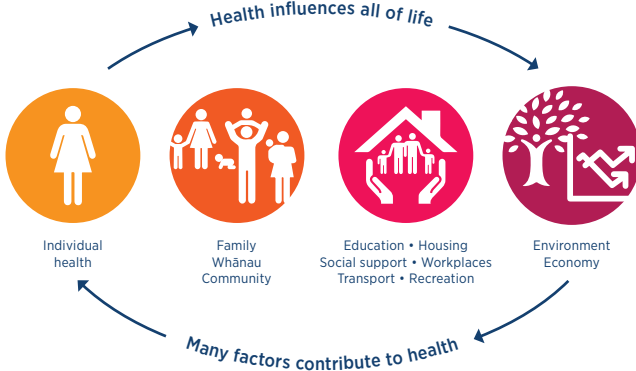 Health influences all of life
Individual
health
Family
Whānau
Community
Education • Housing
Social support • Workplaces
Transport • Recreation
Environment
Economy
Many factors contribute to health